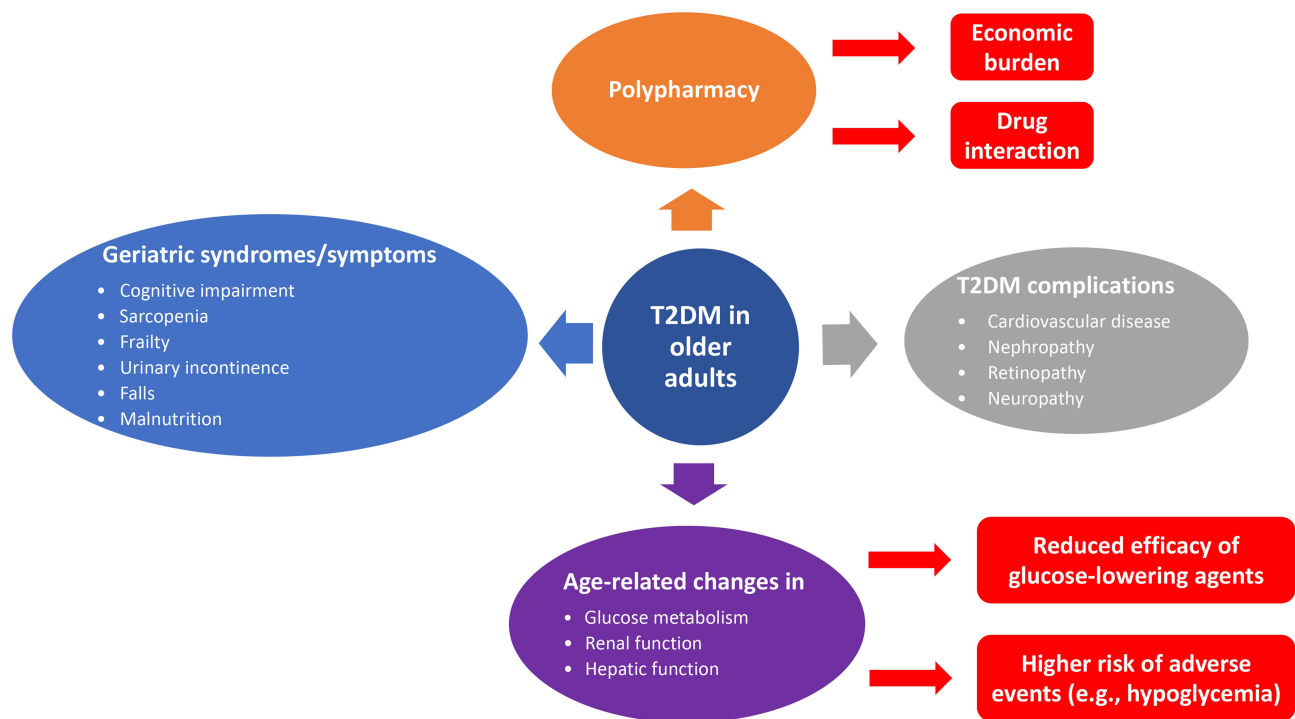 Polypharmacy
Economic
burden
Drug
interaction
Geriatric syndromes/symptoms
• Cognitive impairment
• Sarcopenia
• Frailty
• Urinary incontinence
• Falls
• Malnutrition
T2DM in
older
adults
T2DM complications
• Cardiovascular disease
• Nephropathy
• Retinopathy
• Neuropathy
Age-related changes in
• Glucose metabolism
• Renal function
• Hepatic function
Reduced efficacy of
glucose-lowering agents
Higher risk of adverse
events (e.g., hypoglycemia)